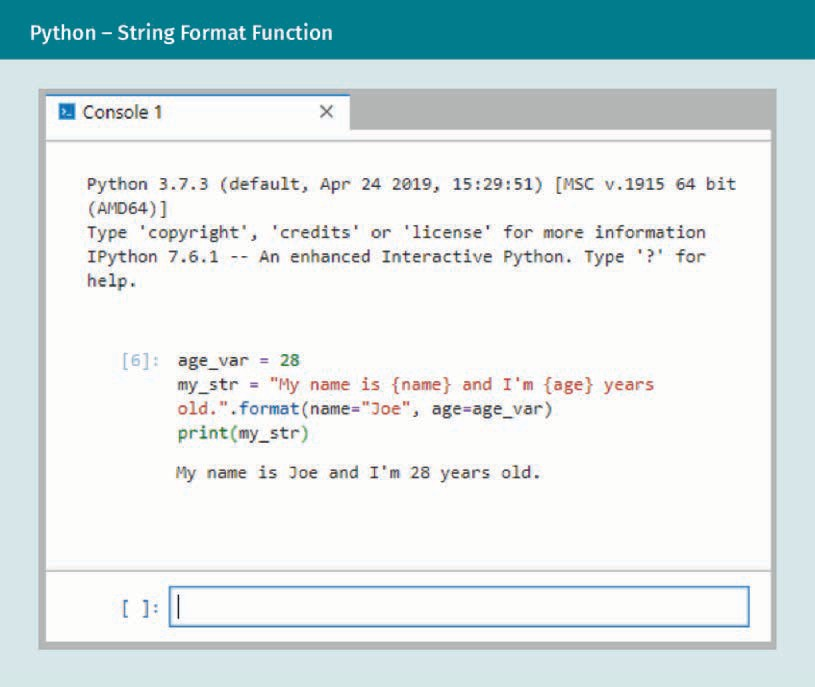 Python – String Format Function
Console 1
Python 3.7.3 (default, Apr 24 2019, 15:29:51) [MSC v.1915 64 bit
(AMD64)]
Type 'copyright', 'credits' or 'license' for more information
IPython 7.6.1 -- An enhanced Interactive Python. Type '?' for
help.
[6]: age_var = 28
my_str = "My name is {name} and I'm {age} years
old.".format(name="Joe", age=age_var)
print(my_str)
My name is Joe and I'm 28 years old.
[ ]: